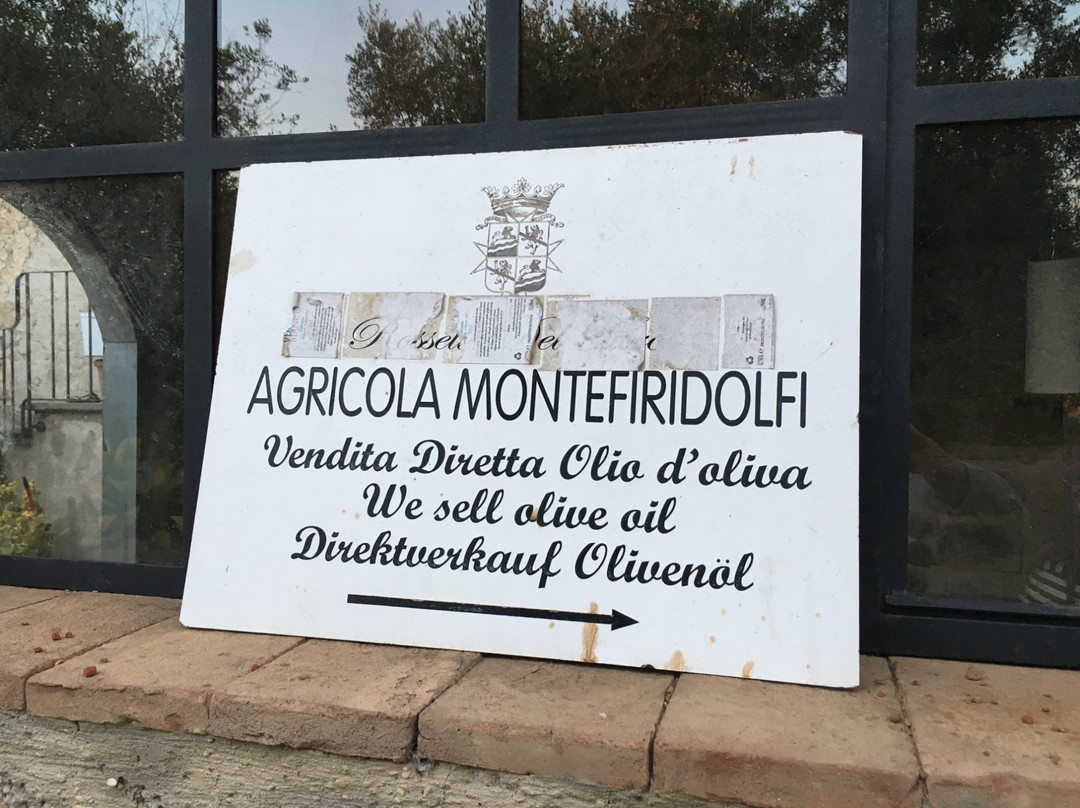 AGRICOLA MONTEFIRIDOLFI
Vendita Diretta Olio d'oliva
We sell olive oil
Direktverkauf Olivenöl